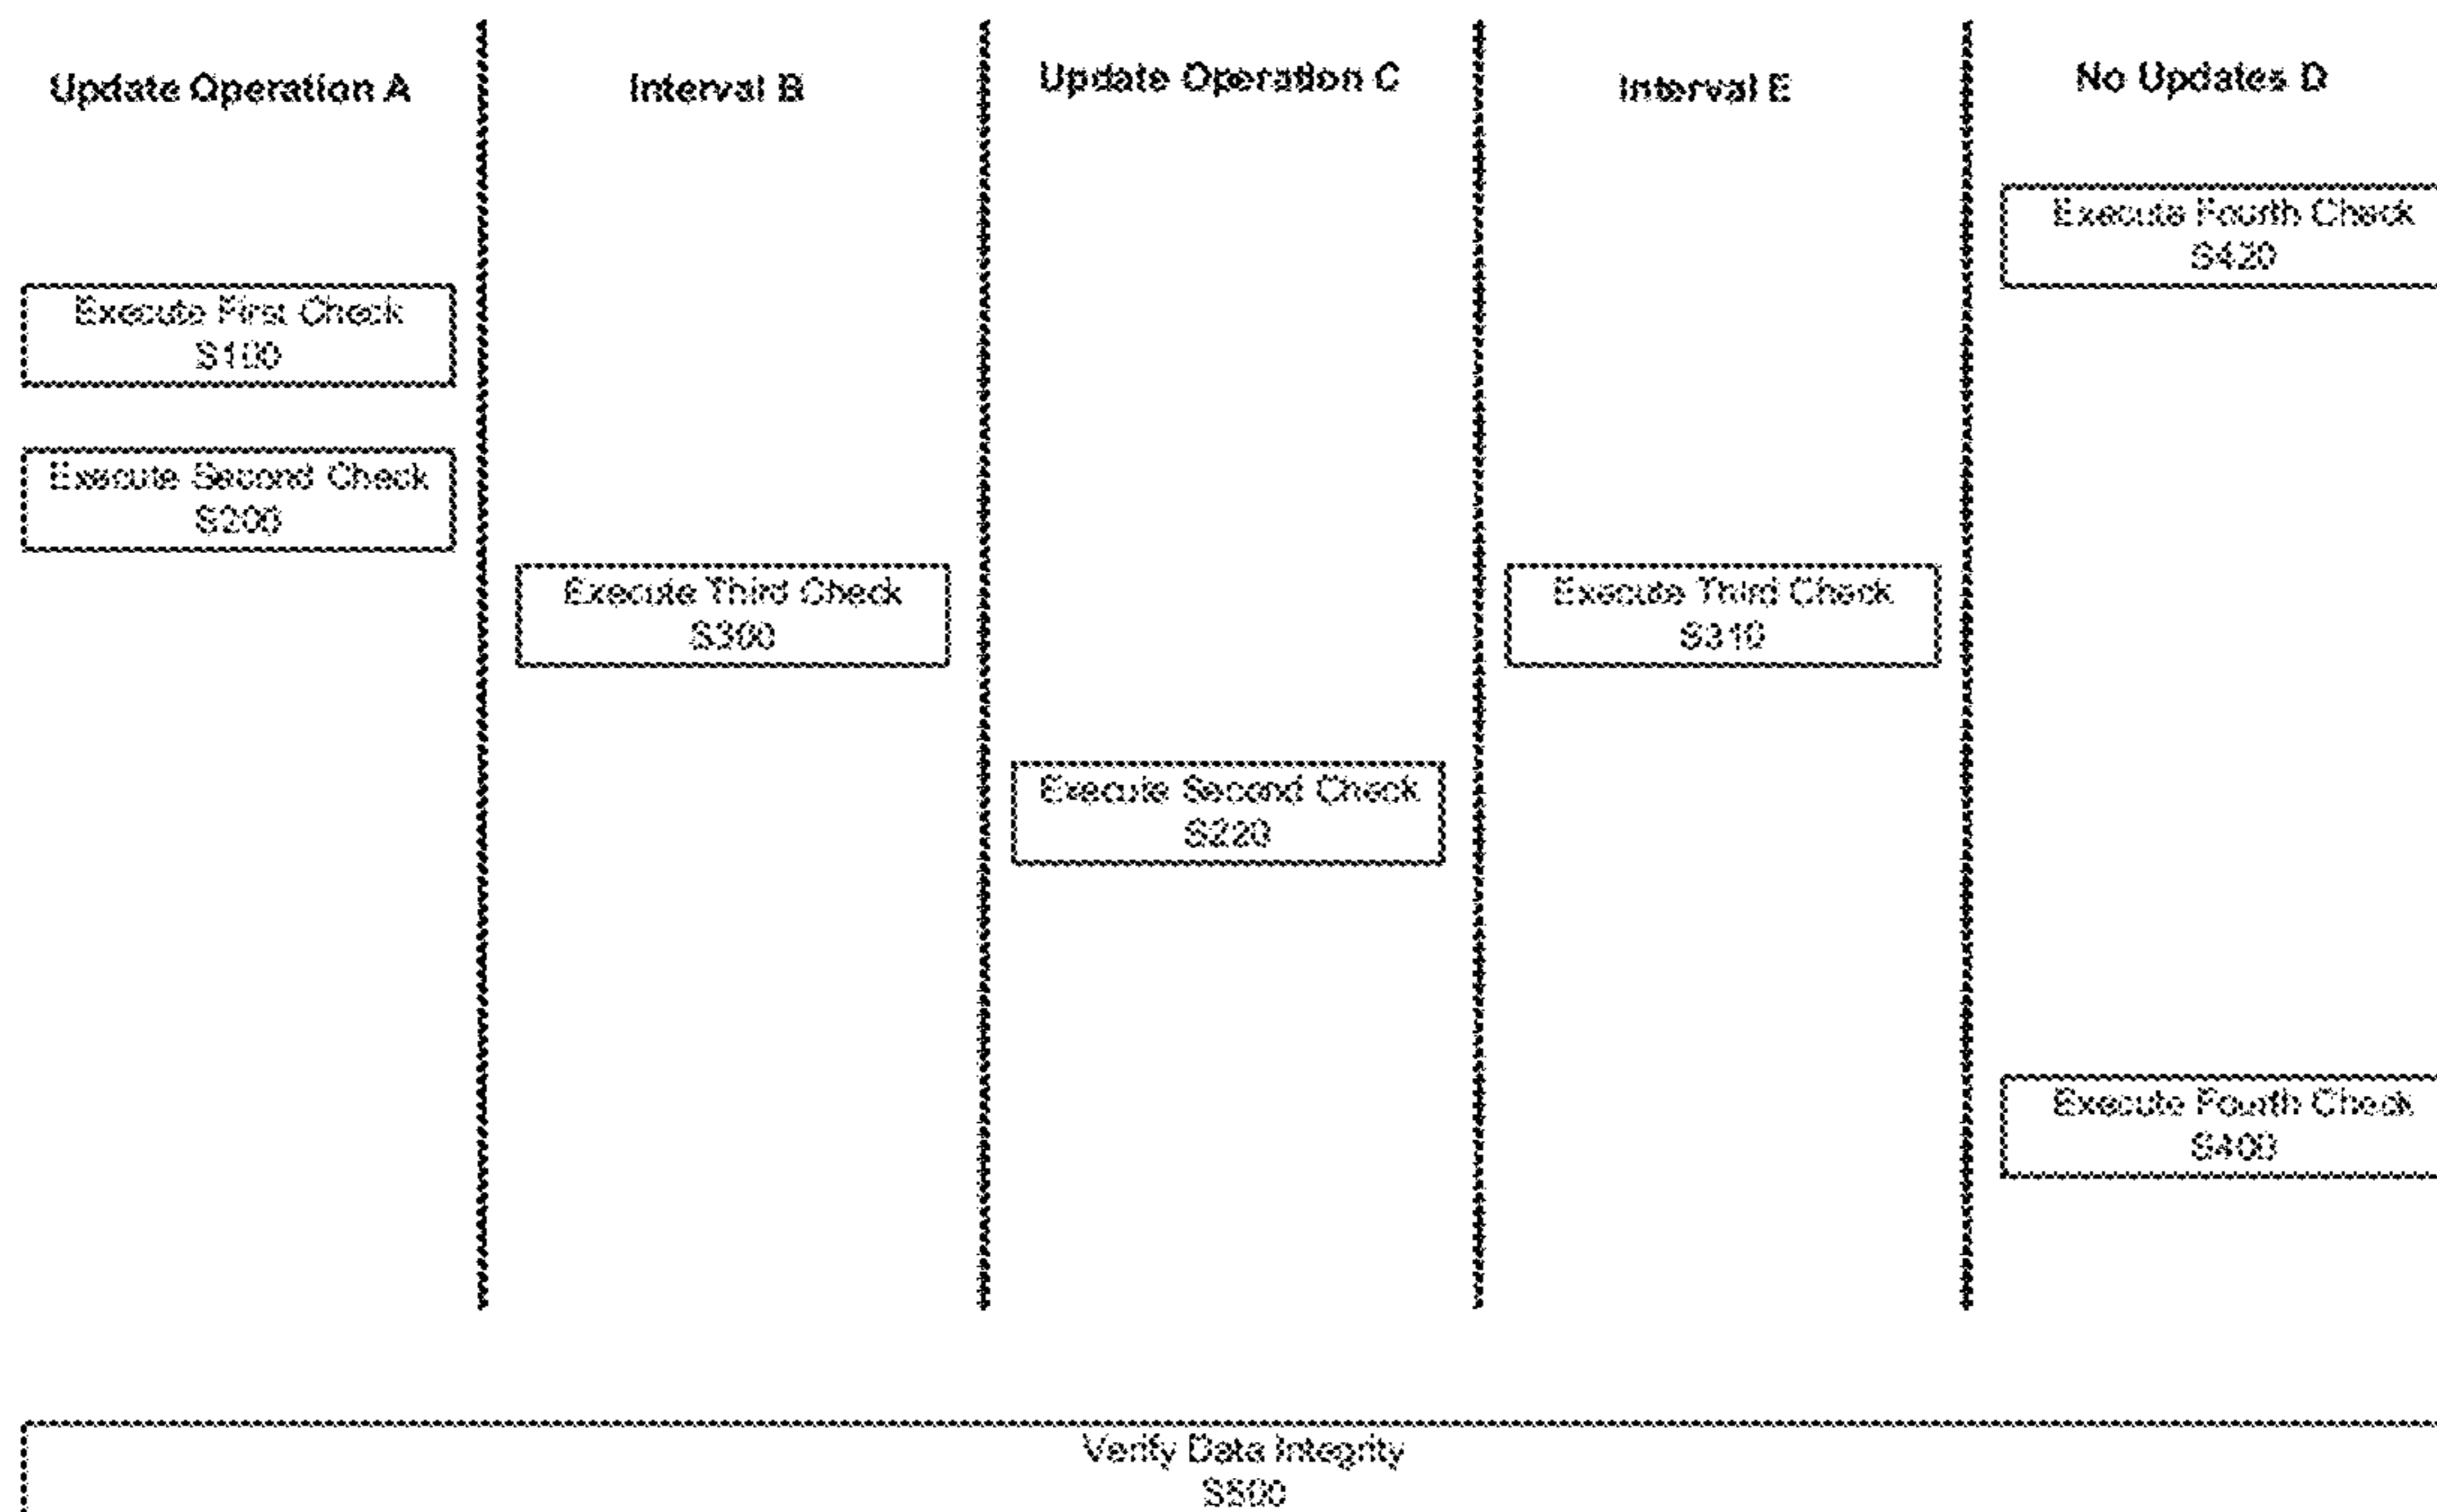 Update Operation A
Interval B
Update Operation C
Interval E
No Updates D
Execute Fourth Check
S420
Execute First Check
S100
Execute Second Check
S200
Execute Third Check
S300
Execute Third Check
S310
Execute Second Check
S220
Execute Fourth Check
S400
Verify Data Integrity
S500